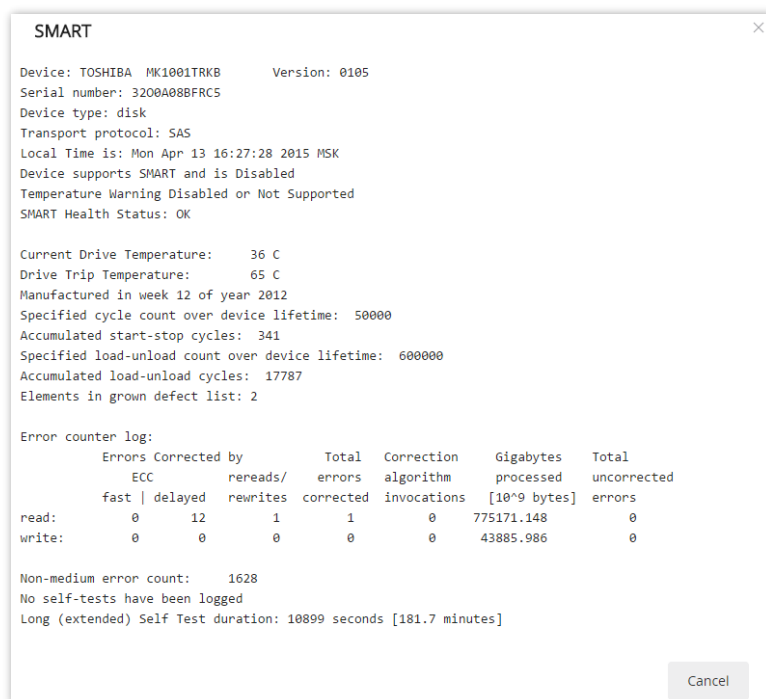 SMART
Device: TOSHIBA  MK1001TRKB       Version: 0105
Serial number: 32O0A08BFRC5
Device type: disk
Transport protocol: SAS
Local Time is: Mon Apr 13 16:27:28 2015 MSK
Device supports SMART and is Disabled
Temperature Warning Disabled or Not Supported
SMART Health Status: OK
Current Drive Temperature:     36 C
Drive Trip Temperature:        65 C
Manufactured in week 12 of year 2012
Specified cycle count over device lifetime:  50000
Accumulated start-stop cycles:  341
Specified load-unload count over device lifetime:  600000
Accumulated load-unload cycles:  17787
Elements in grown defect list: 2
Error counter log:
           Errors Corrected by           Total   Correction     Gigabytes    Total
               ECC          rereads/    errors   algorithm      processed    uncorrected
           fast | delayed   rewrites  corrected  invocations   [10^9 bytes]  errors
read:          0       12         1         1          0     775171.148           0
write:         0        0         0         0          0      43885.986           0
Non-medium error count:     1628
No self-tests have been logged
Long (extended) Self Test duration: 10899 seconds [181.7 minutes]
Cancel